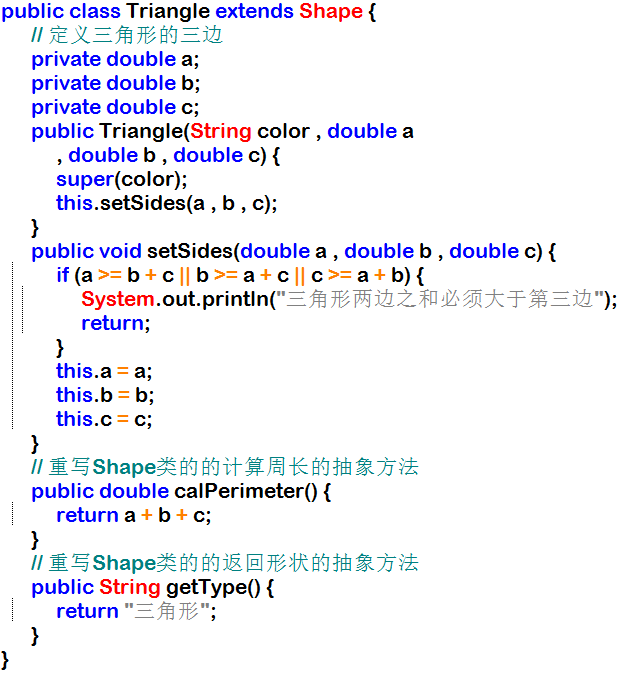 public class Triangle extends Shape {
// 定义三角形的三边
private double a;
private double b;
private double c;
public Triangle(String color , double a
, double b , double c) {
super(color);
this.setSides(a , b , c);
}
public void setSides(double a , double b , double c) {
if (a >= b + c || b >= a + c || c >= a + b) {
System.out.println("三角形两边之和必须大于第三边");
return;
}
this.a = a;
this.b = b;
this.c = c;
}
// 重写Shape类的的计算周长的抽象方法
public double calPerimeter() {
return a + b + c;
}
// 重写Shape类的的返回形状的抽象方法
public String getType() {
return "三角形";
}
}